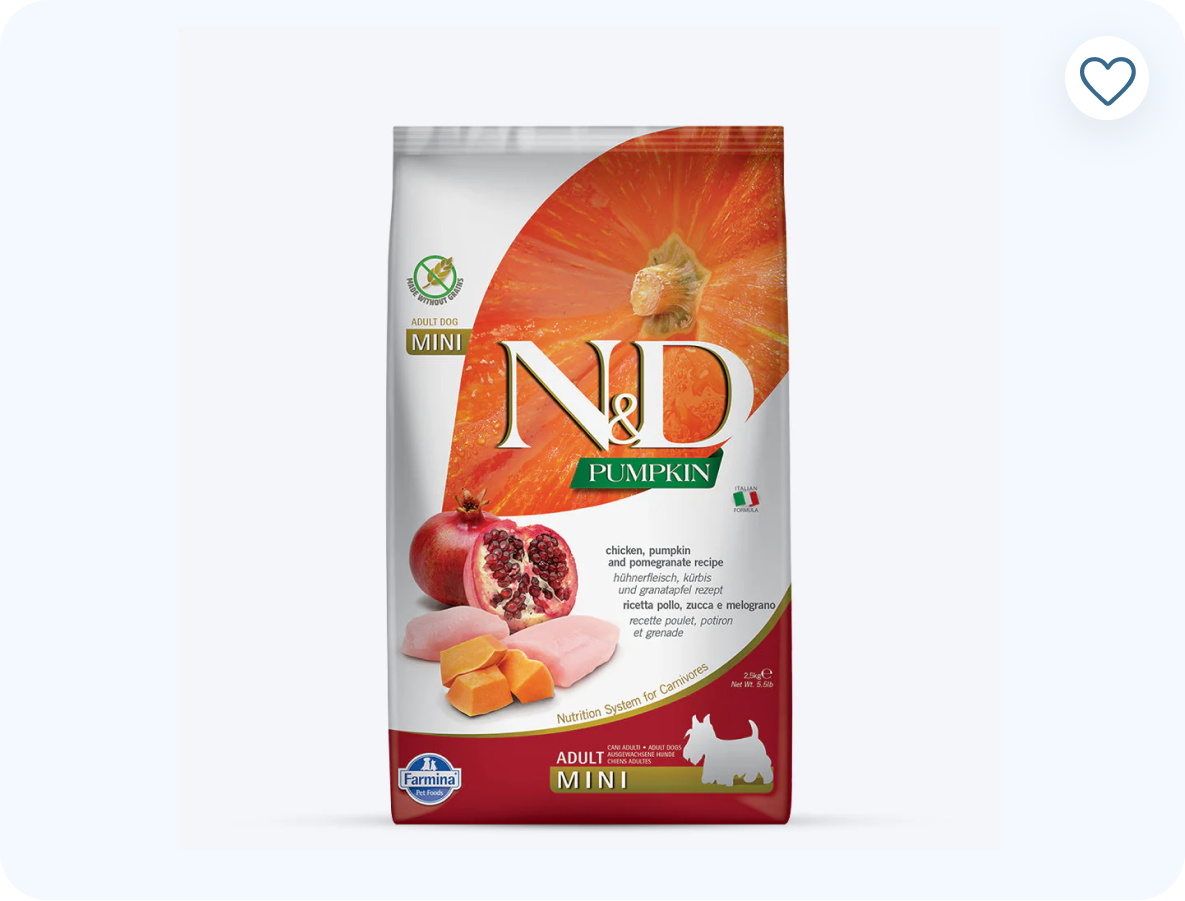 MADE WITHOUT GRAINS
ADULT DOG
MINI
N&D
PUMPKIN
ITALIAN
FORMULA
chicken, pumpkin
and pomegranate recipe
hühnerfleisch, kürbis
und granatapfel rezept
ricetta pollo, zucca e melograno
recette poulet, potiron
et grenade
2,5kg℮
Net Wt. 5.5lb
Nutrition System for Carnivores
ADULT
CANI ADULTI • ADULT DOGS
AUSGEWACHSENE HUNDE
CHIENS ADULTES
MINI
Farmina
Pet Foods